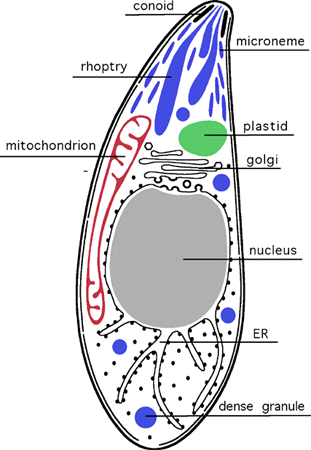 conoid
microneme
rhoptry
plastid
mitochondrion
golgi
nucleus
ER
dense granule